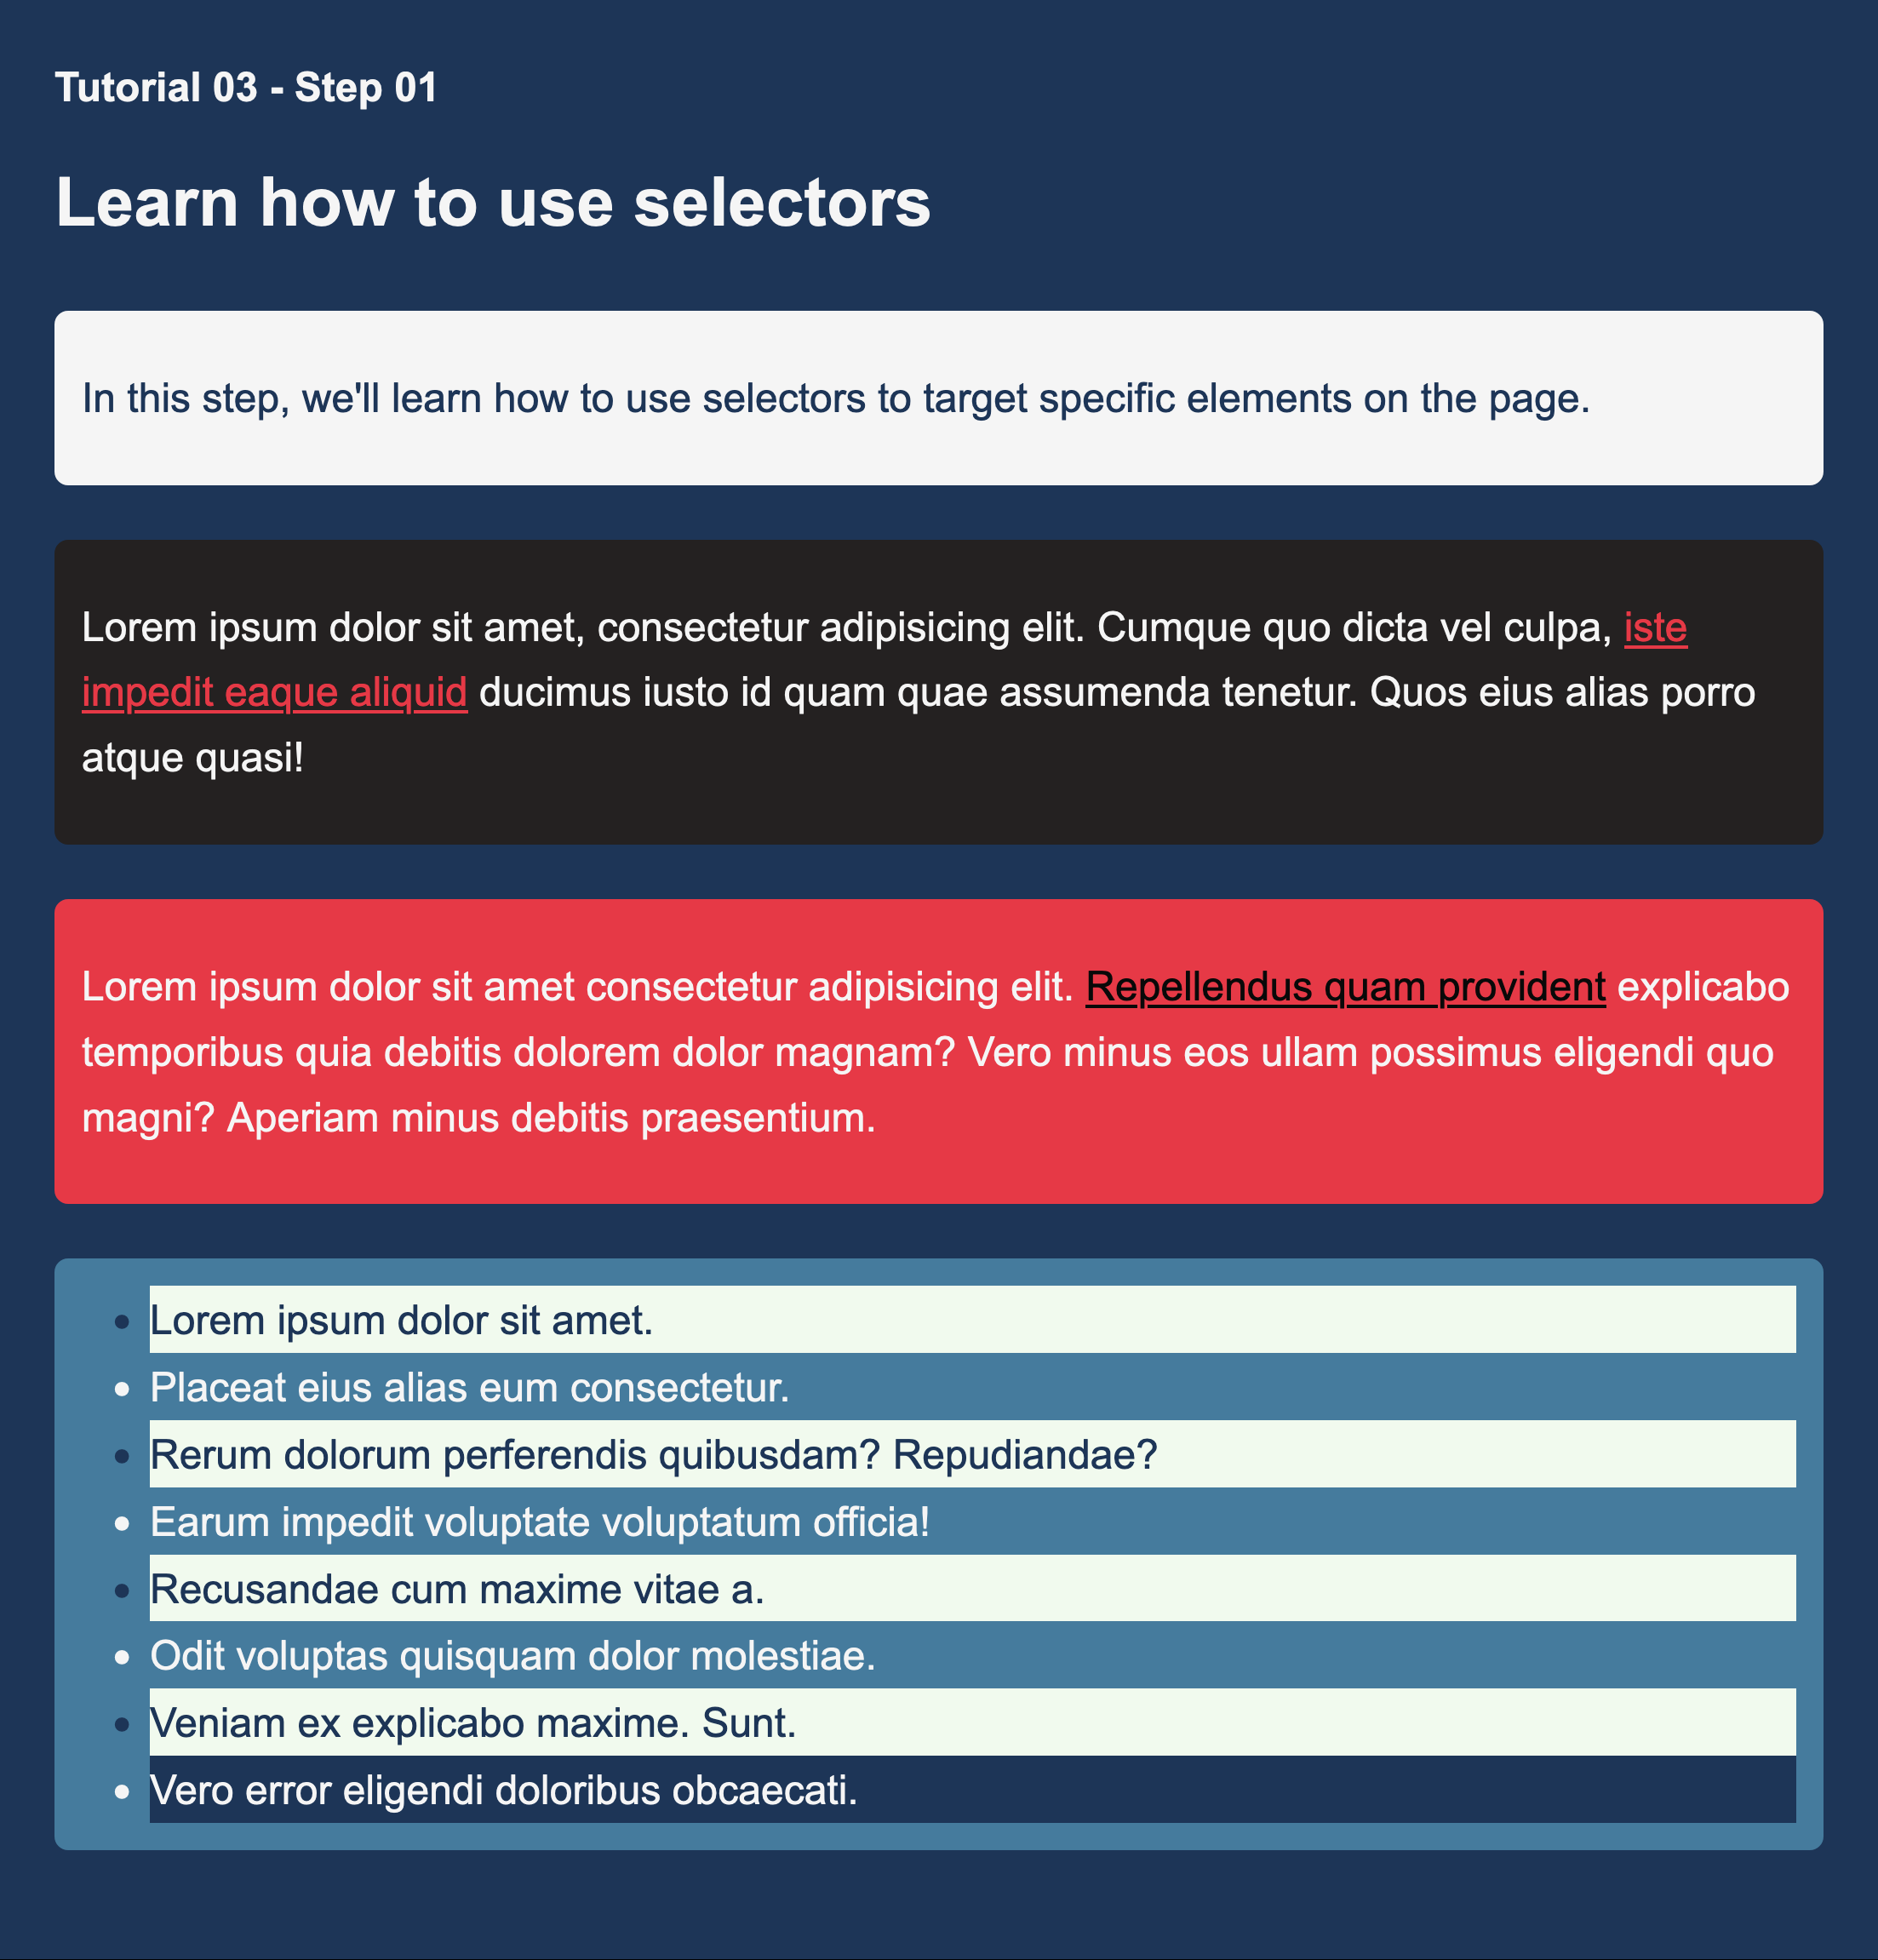 Tutorial 03 - Step 01
Learn how to use selectors
In this step, we'll learn how to use selectors to target specific elements on the page.
Lorem ipsum dolor sit amet, consectetur adipisicing elit. Cumque quo dicta vel culpa, iste
impedit eaque aliquid ducimus iusto id quam quae assumenda tenetur. Quos eius alias porro
atque quasi!
Lorem ipsum dolor sit amet consectetur adipisicing elit. Repellendus quam provident explicabo
temporibus quia debitis dolorem dolor magnam? Vero minus eos ullam possimus eligendi quo
magni? Aperiam minus debitis praesentium.
• Lorem ipsum dolor sit amet.
• Placeat eius alias eum consectetur.
• Rerum dolorum perferendis quibusdam? Repudiandae?
• Earum impedit voluptate voluptatum officia!
• Recusandae cum maxime vitae a.
• Odit voluptas quisquam dolor molestiae.
• Veniam ex explicabo maxime. Sunt.
• Vero error eligendi doloribus obcaecati.